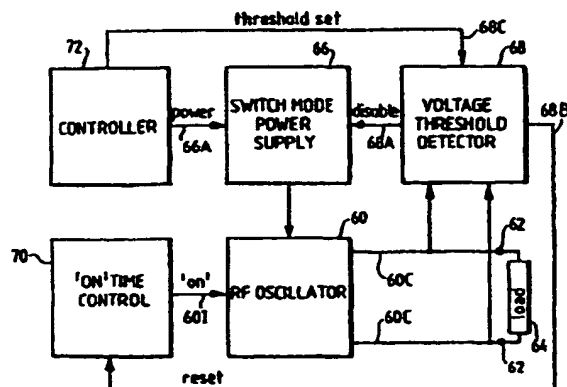 threshold set
68C
72
66
68
CONTROLLER
power
66A
SWITCH MODE
POWER
SUPPLY
disable
68A
VOLTAGE
THRESHOLD
DETECTOR
68B
60
70
'ON' TIME
CONTROL
'on'
60I
RF OSCILLATOR
60C
62
load
64
60C
62
reset